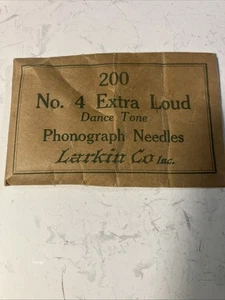 200
No. 4 Extra Loud
Dance Tone
Phonograph Needles
Larkin Co Inc.